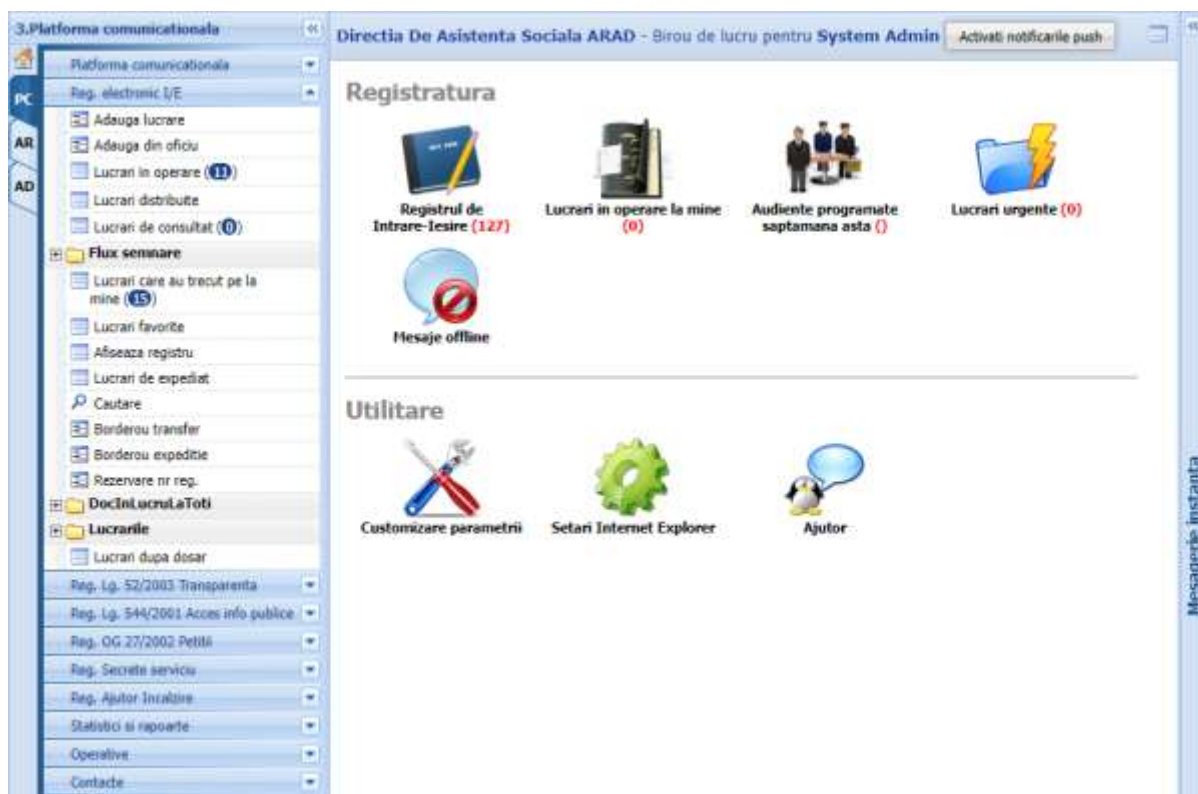 3.Platforma comunicationala
PC
AR
AD
Platforma comunicationala
Reg. electronic I/E
Adauga lucrare
Adauga din oficiu
Lucrari in operare (11)
Lucrari distribuite
Lucrari de consultat (0)
Flux semnare
Lucrari care au trecut pe la
mine (15)
Lucrari favorite
Afiseaza registru
Lucrari de expediat
Cautare
Borderou transfer
Borderou expeditie
Rezervare nr reg.
DocInLucruLaToti
Lucrarile
Lucrari dupa dosar
Reg. Lg. 52/2003 Transparenta
Reg. Lg. 544/2001 Acces info publice
Reg. OG 27/2002 Petitii
Reg. Secrete serviciu
Reg. Ajutor Incalzire
Statistici si rapoarte
Operative
Contacte
Directia De Asistenta Sociala ARAD - Birou de lucru pentru System Admin
Activati notificarile push
Registratura
Registrul de
Intrare-Iesire (127)
Lucrari in operare la mine
(0)
Audiente programate
saptamana asta ()
Lucrari urgente (0)
Mesaje offline
Utilitare
Customizare parametrii
Setari Internet Explorer
Ajutor
Mesagerie instanta